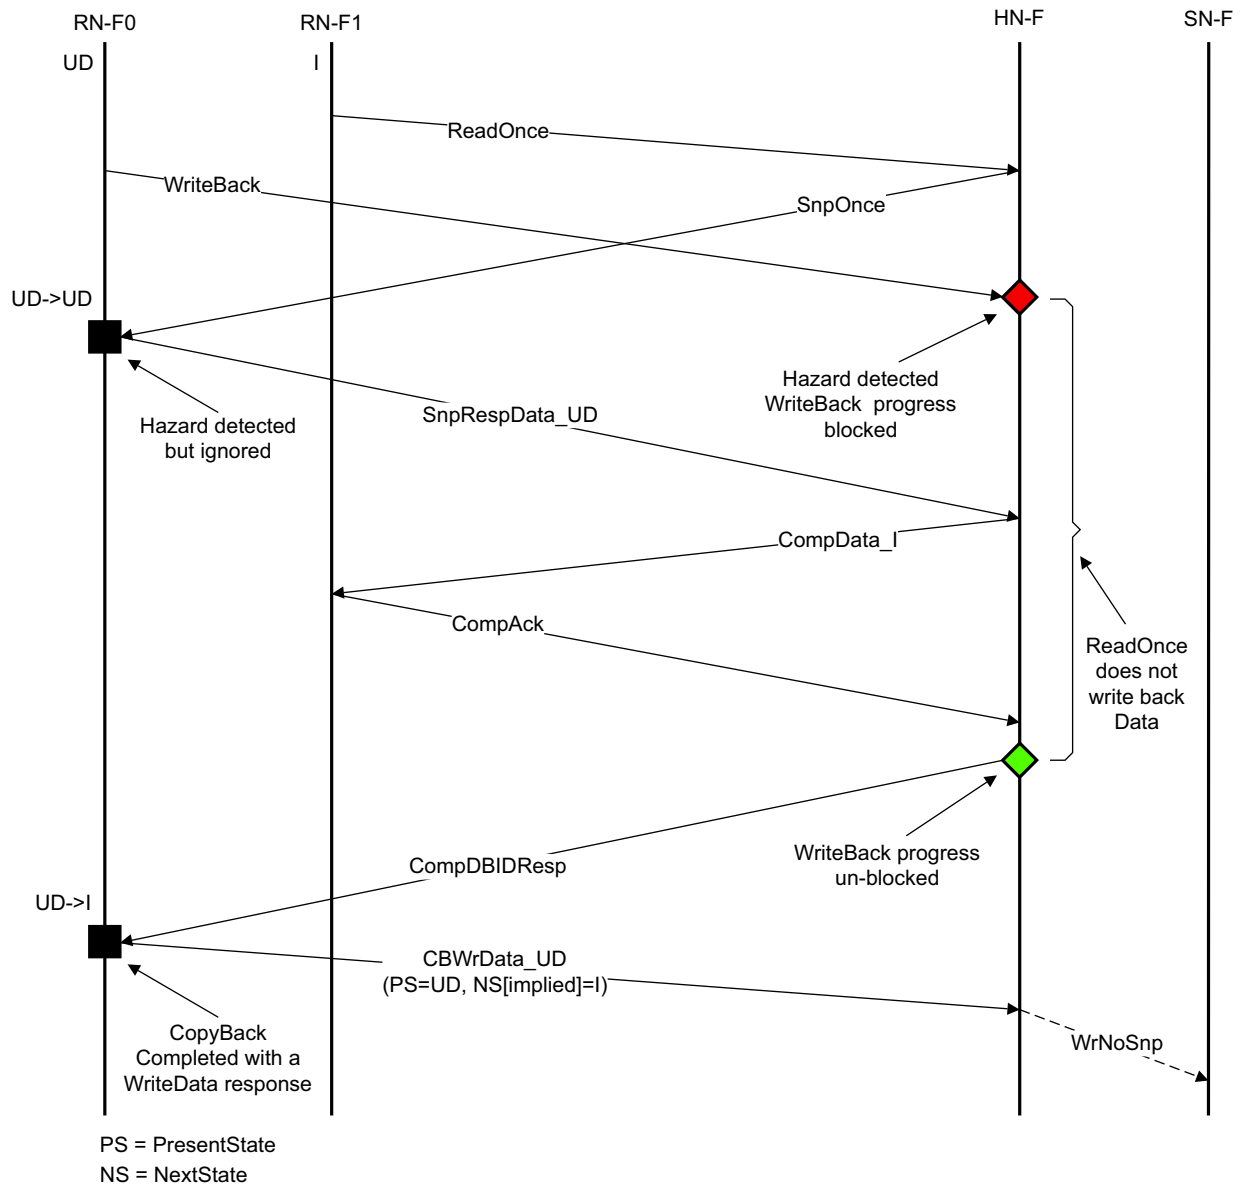 RN-F0
RN-F1
HN-F
SN-F
UD
I
ReadOnce
WriteBack
SnpOnce
UD->UD
Hazard detected
but ignored
Hazard detected
WriteBack progress
blocked
SnpRespData_UD
CompData_I
CompAck
ReadOnce
does not
write back
Data
WriteBack progress
un-blocked
CompDBIDResp
UD->I
CBWrData_UD
(PS=UD, NS[implied]=I)
CopyBack
Completed with a
WriteData response
WrNoSnp
PS = PresentState
NS = NextState